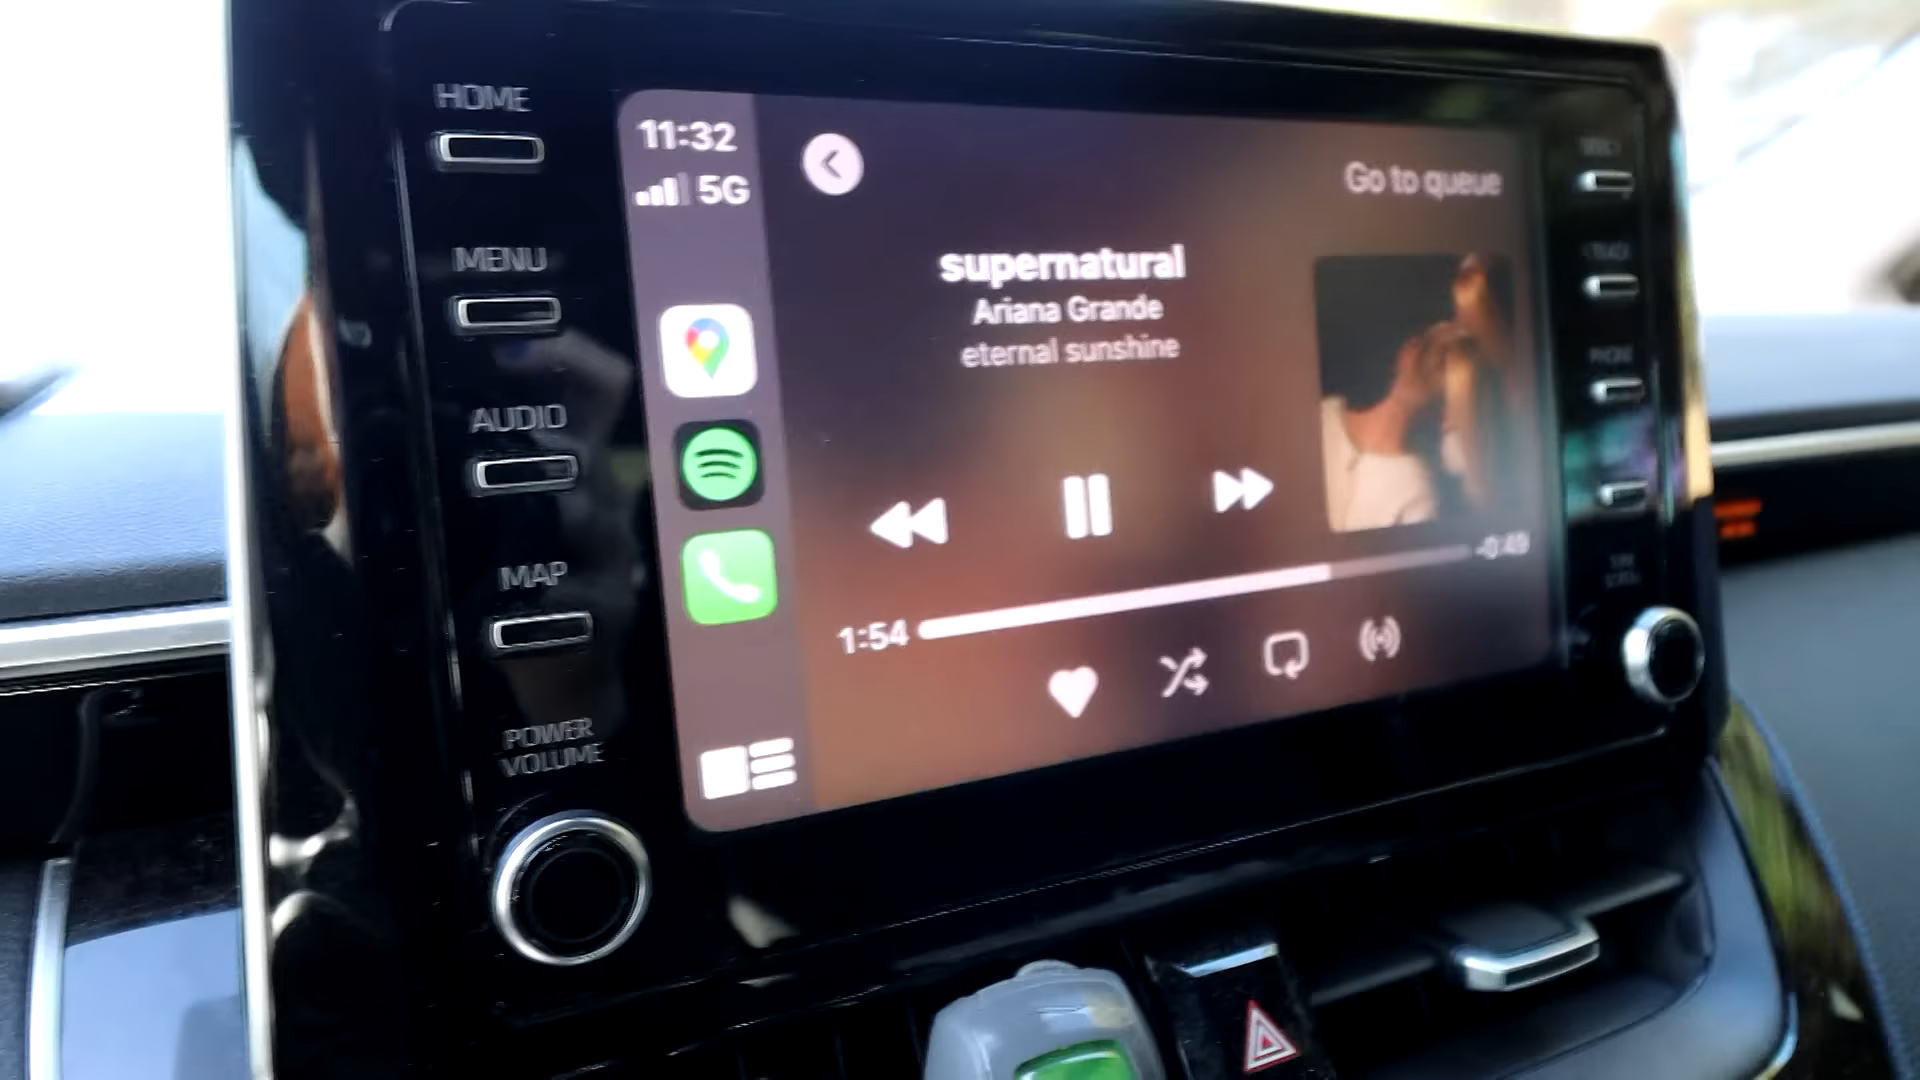 HOME
MENU
AUDIO
MAP
POWER
VOLUME
11:32
5G
Go to queue
supernatural
Ariana Grande
eternal sunshine
1:54
-0:49
PHONE